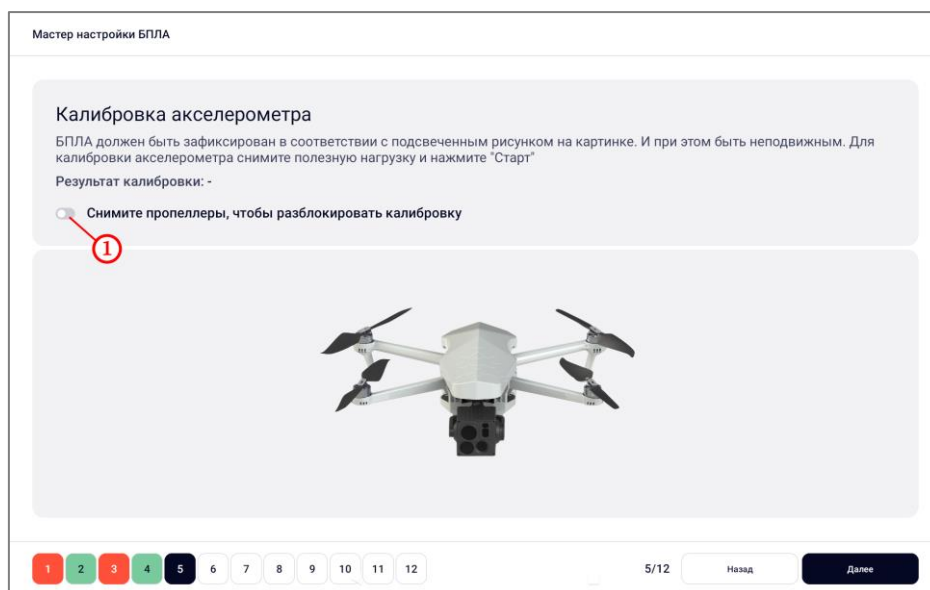 Мастер настройки БПЛА
Калибровка акселерометра
БПЛА должен быть зафиксирован в соответствии с подсвеченным рисунком на картинке. И при этом быть неподвижным. Для
калибровки акселерометра снимите полезную нагрузку и нажмите "Старт"
Результат калибровки: -
Снимите пропеллеры, чтобы разблокировать калибровку
1
1 2 3 4 5 6 7 8 9 10 11 12 5/12 Назад Далее